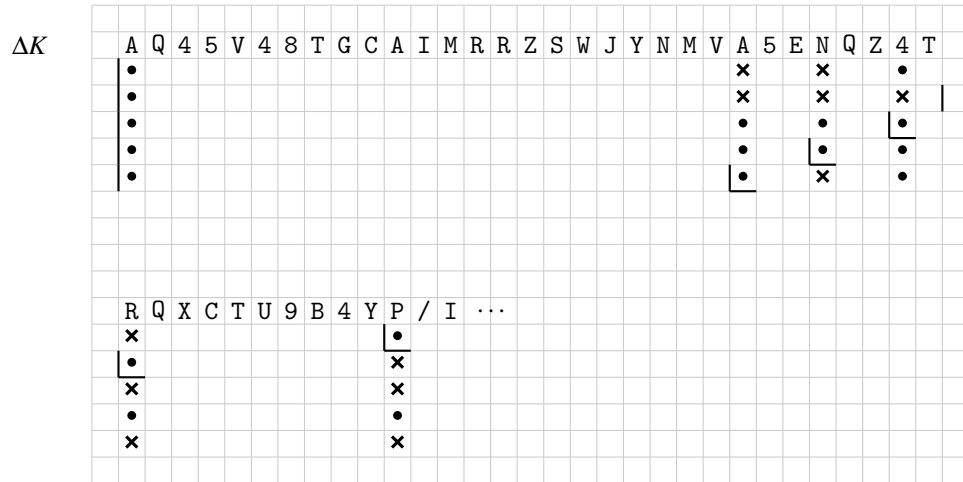 ΔK A Q 4 5 V 4 8 T G C A I M R R Z S W J Y N M V A 5 E N Q Z 4 T
R Q X C T U 9 B 4 Y P / I ⋯